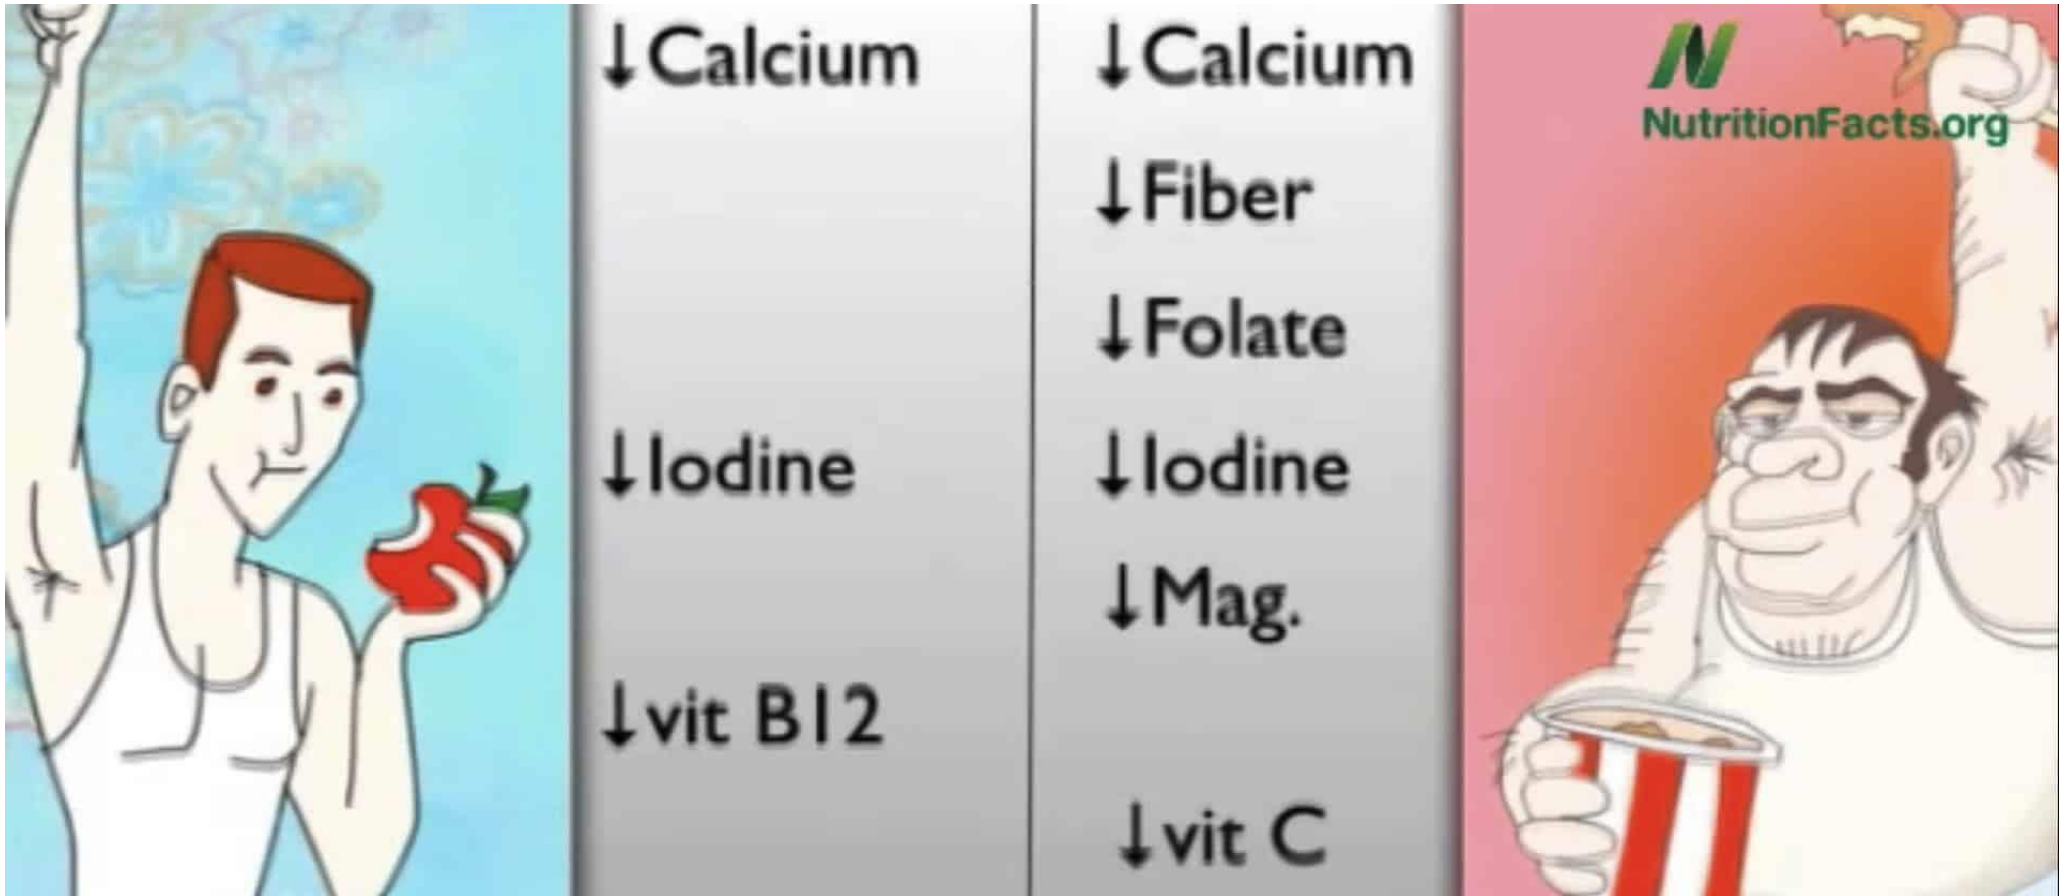 ↓Calcium
↓Iodine
↓vit B12
↓Calcium
↓Fiber
↓Folate
↓Iodine
↓Mag.
↓vit C
NutritionFacts.org